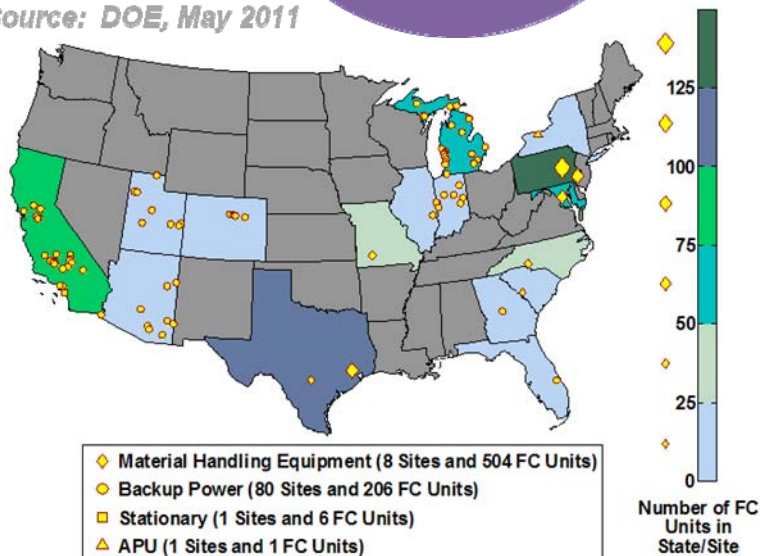 Source: DOE, May 2011
125
100
75
50
25
0
Number of FC
Units in
State/Site
Material Handling Equipment (8 Sites and 504 FC Units)
Backup Power (80 Sites and 206 FC Units)
Stationary (1 Sites and 6 FC Units)
APU (1 Sites and 1 FC Units)